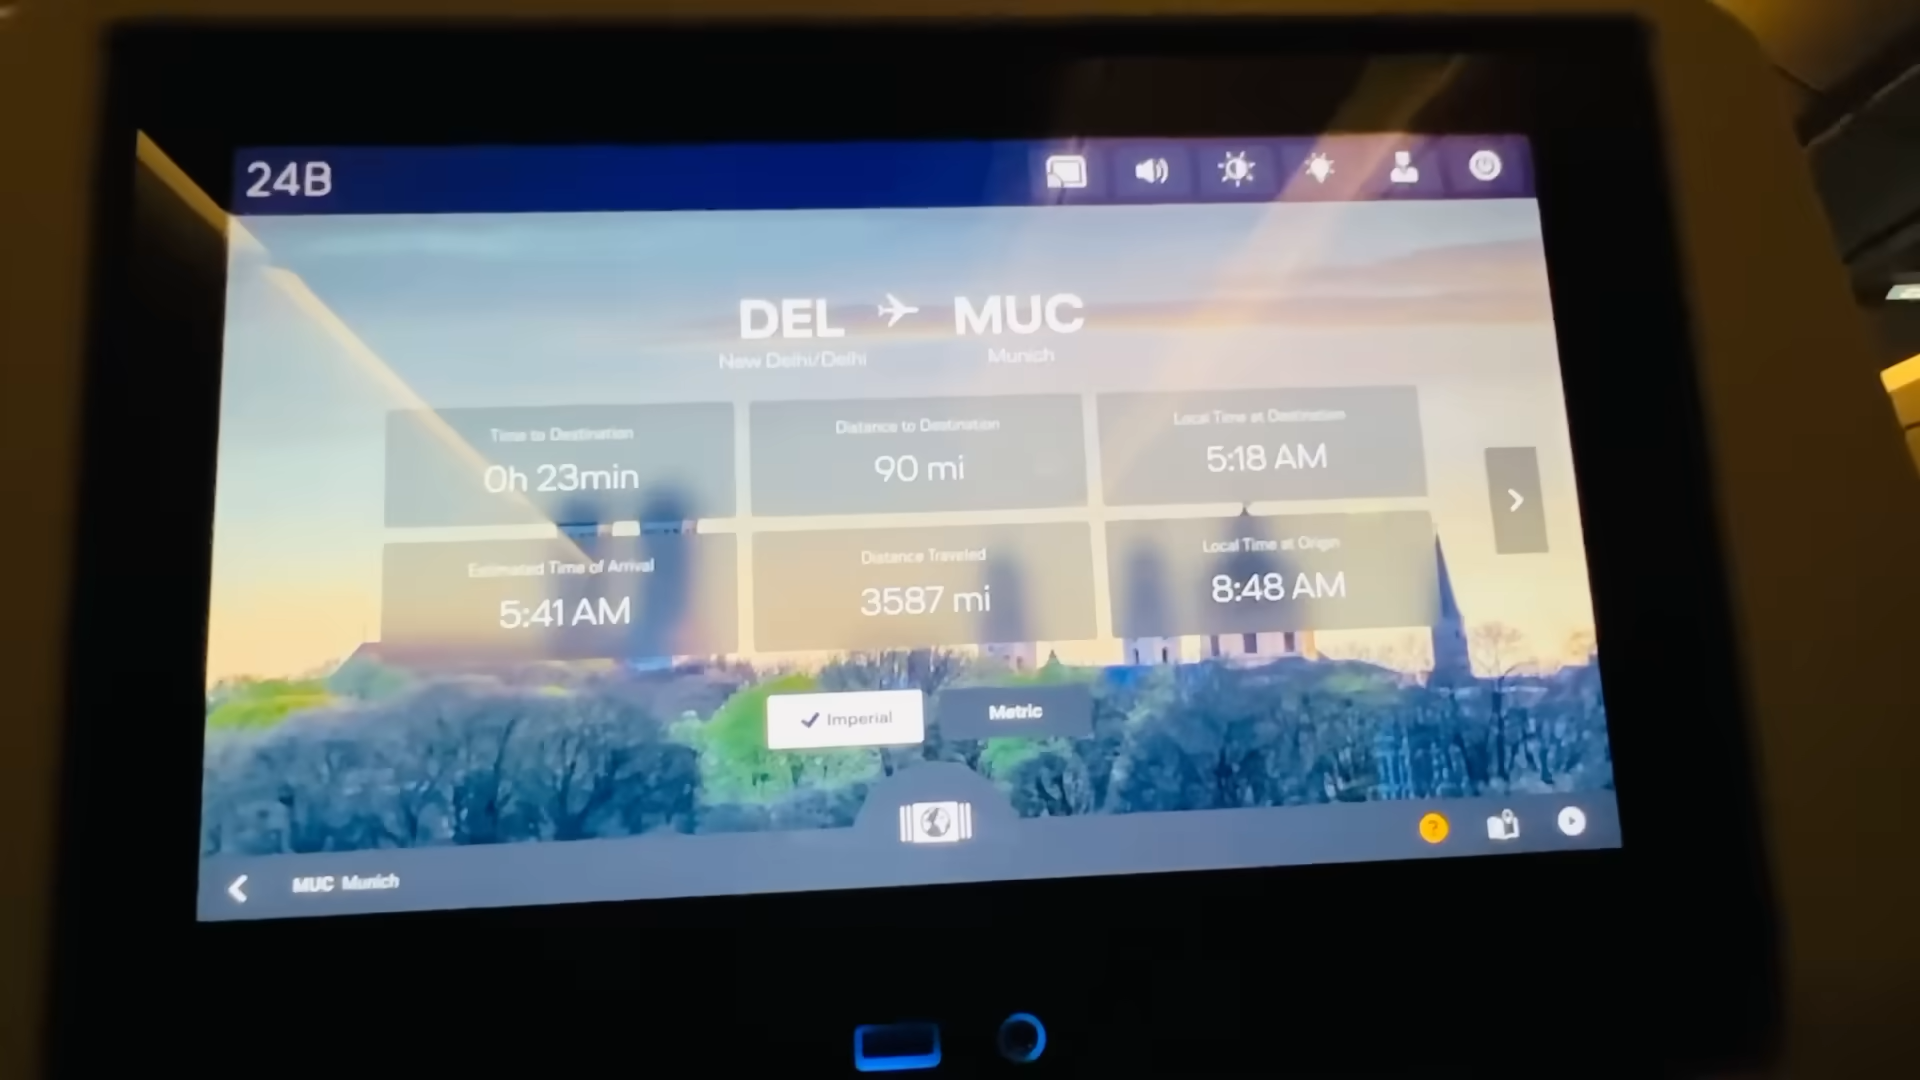 24B
DEL MUC
New Delhi/Delhi Munich
Time to Destination
0h 23min
Distance to Destination
90 mi
Local Time at Destination
5:18 AM
Estimated Time of Arrival
5:41 AM
Distance Traveled
3587 mi
Local Time at Origin
8:48 AM
Imperial Metric
?
MUC Munich